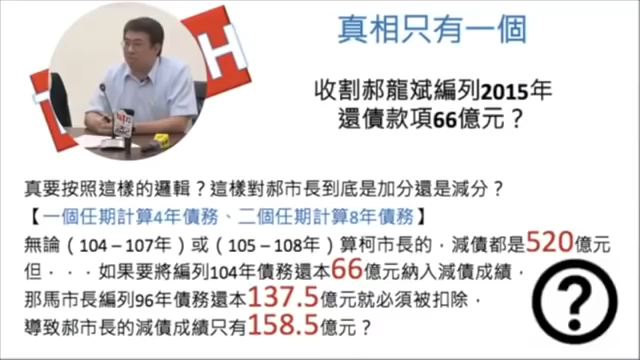 真相只有一個
收割郝龍斌編列2015年
還債款項66億元？
真要按照這樣的邏輯？這樣對郝市長到底是加分還是減分？
【一個任期計算4年債務、二個任期計算8年債務】
無論（104－107年）或（105－108年）算柯市長的，減債都是520億元
但．．．如果要將編列104年債務還本66億元納入減債成績，
那馬市長編列96年債務還本137.5億元就必須被扣除，
導致郝市長的減債成績只有158.5億元？